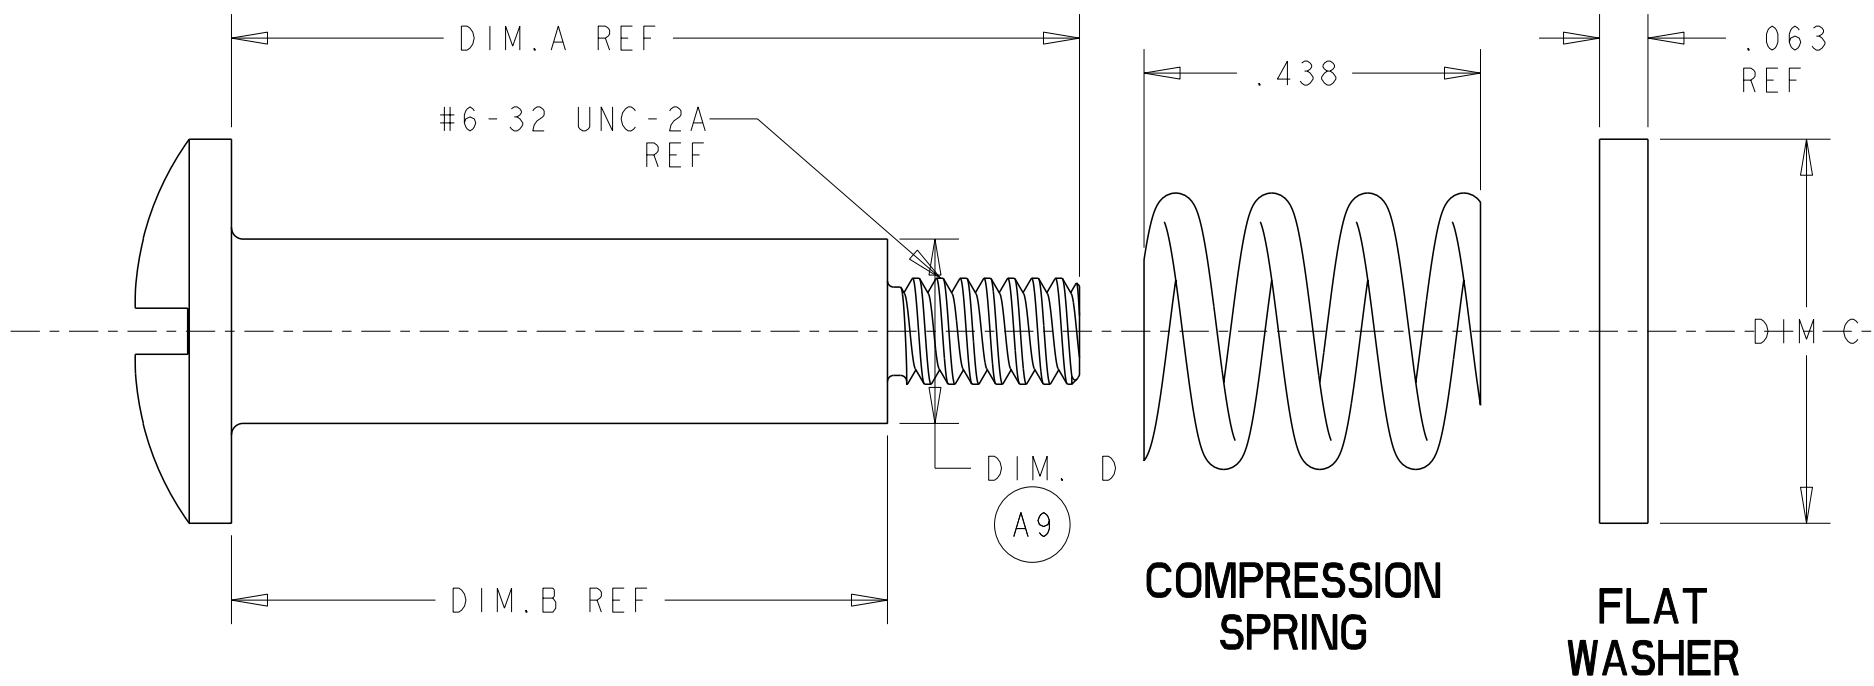 DIM.A REF
.063
REF
.438
#6-32 UNC-2A
REF
DIM C
DIM. D
A9
DIM.B REF
COMPRESSION
SPRING
FLAT
WASHER